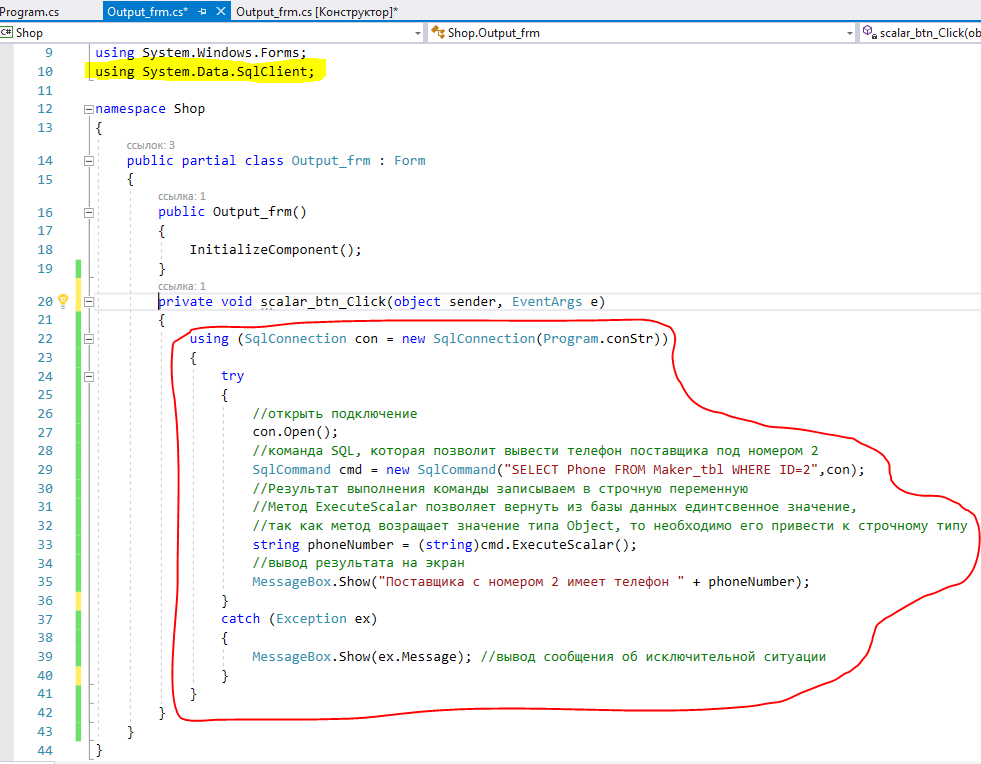 Program.cs
Output_frm.cs*
Output_frm.cs [Конструктор]*
C# Shop
Shop.Output_frm
scalar_btn_Click(ob
9 using System.Windows.Forms;
10 using System.Data.SqlClient;
11
12 namespace Shop
13 {
ссылок: 3
14 public partial class Output_frm : Form
15 {
ссылка: 1
16 public Output_frm()
17 {
18 InitializeComponent();
19 }
ссылка: 1
20 private void scalar_btn_Click(object sender, EventArgs e)
21 {
22 using (SqlConnection con = new SqlConnection(Program.conStr))
23 {
24 try
25 {
26 //открыть подключение
27 con.Open();
28 //команда SQL, которая позволит вывести телефон поставщика под номером 2
29 SqlCommand cmd = new SqlCommand("SELECT Phone FROM Maker_tbl WHERE ID=2",con);
30 //Результат выполнения команды записываем в строчную переменную
31 //Метод ExecuteScalar позволяет вернуть из базы данных единтсвенное значение,
32 //так как метод возращает значение типа Object, то необходимо его привести к строчному типу
33 string phoneNumber = (string)cmd.ExecuteScalar();
34 //вывод результата на экран
35 MessageBox.Show("Поставщика с номером 2 имеет телефон " + phoneNumber);
36 }
37 catch (Exception ex)
38 {
39 MessageBox.Show(ex.Message); //вывод сообщения об исключительной ситуации
40 }
41 }
42 }
43 }
44 }